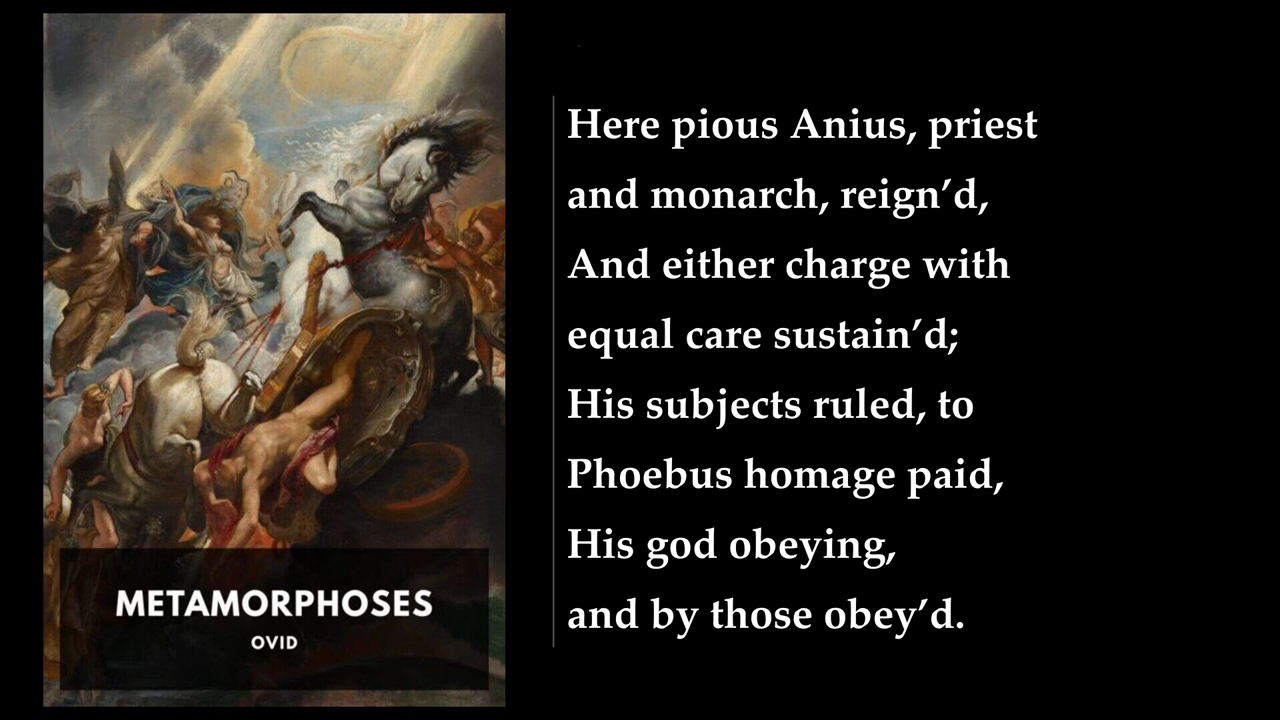 METAMORPHOSES
OVID
Here pious Anius, priest
and monarch, reign’d,
And either charge with
equal care sustain’d;
His subjects ruled, to
Phoebus homage paid,
His god obeying,
and by those obey’d.